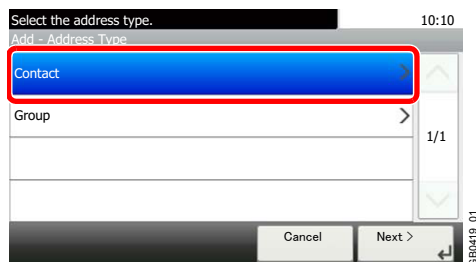 Select the address type. 10:10
Add - Address Type
Contact
Group
1/1
Cancel Next >
GB0419_01